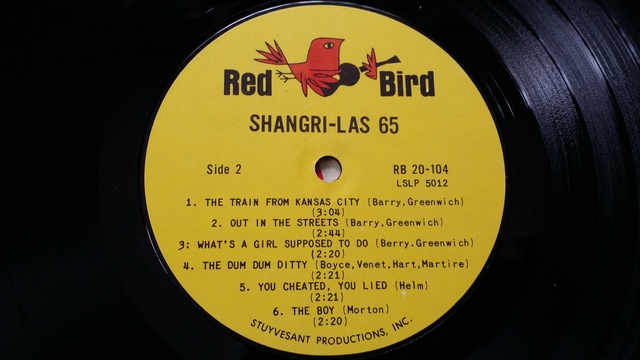 Red Bird
SHANGRI-LAS 65
Side 2
RB 20-104
LSLP 5012
1. THE TRAIN FROM KANSAS CITY (Barry,Greenwich)
(3:04)
2. OUT IN THE STREETS (Barry,Greenwich)
(2:44)
3: WHAT'S A GIRL SUPPOSED TO DO (Berry.Greenwich)
(2:20)
4. THE DUM DUM DITTY (Boyce,Venet,Hart,Martire)
(2:21)
5. YOU CHEATED, YOU LIED (Helm)
(2:21)
6. THE BOY (Morton)
(2:20)
STUYVESANT PRODUCTIONS, INC.